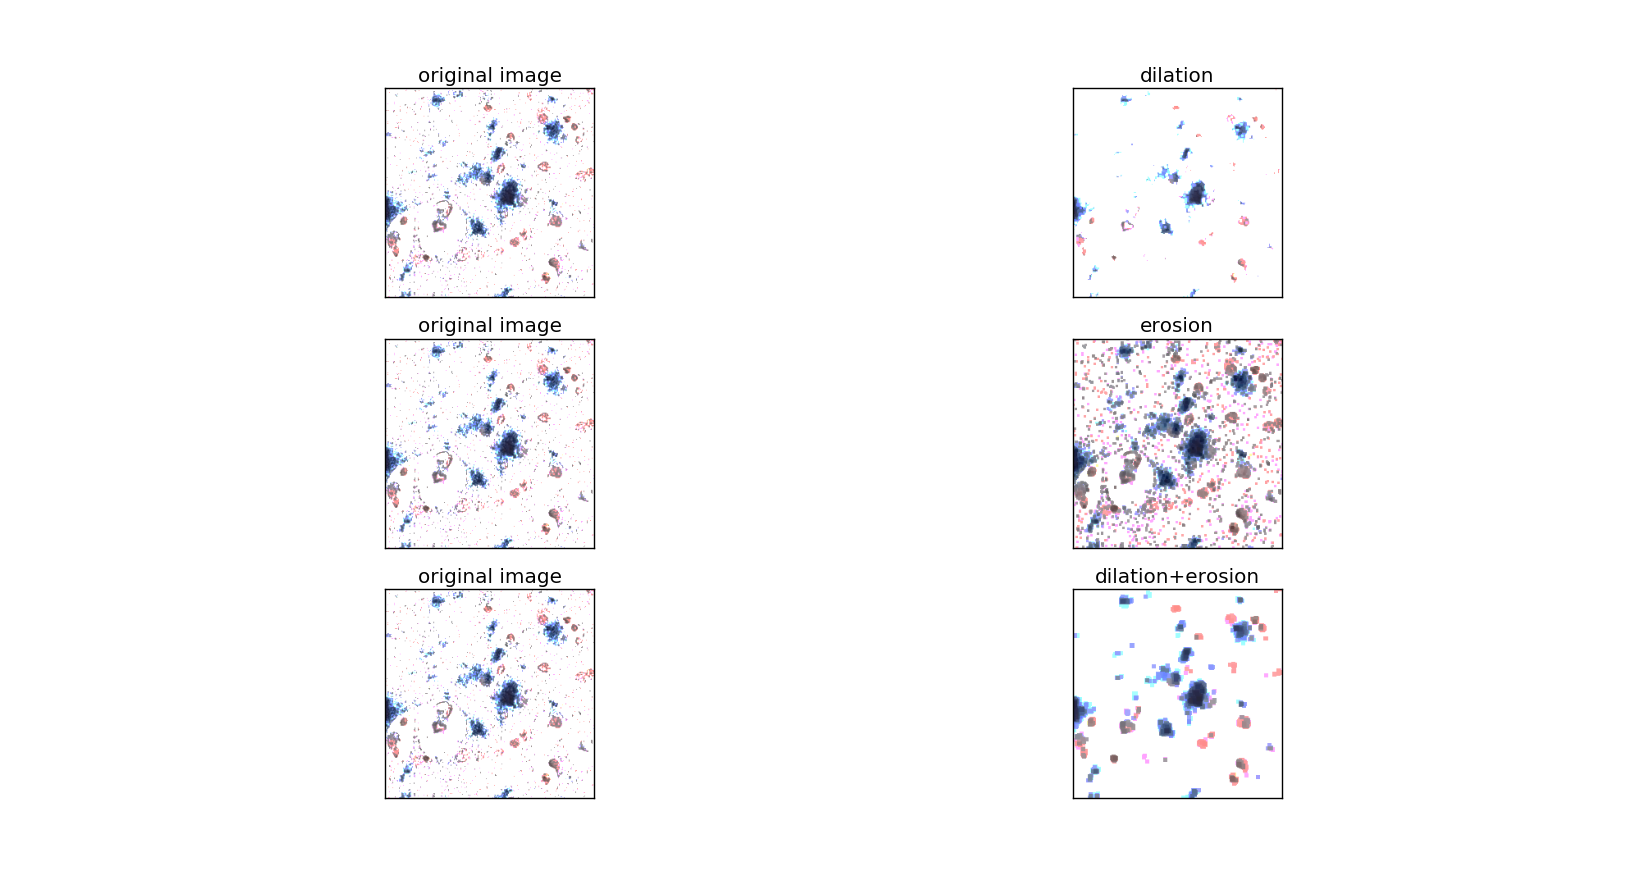 original image
dilation
original image
erosion
original image
dilation+erosion